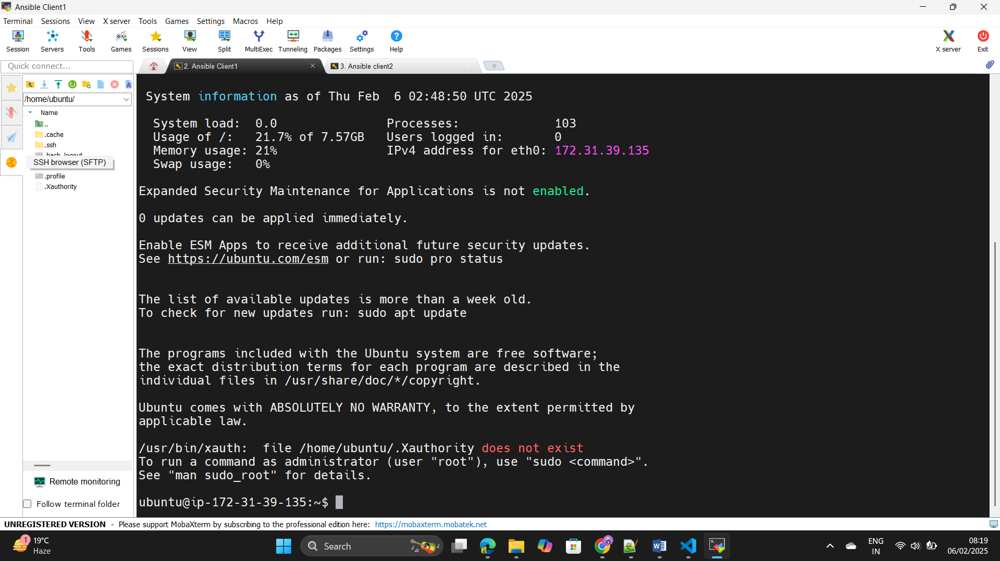 Ansible Client1
Terminal Sessions View X server Tools Games Settings Macros Help
Session Servers Tools Games Sessions View Split MultiExec Tunneling Packages Settings Help X server Exit
Quick connect...
2. Ansible Client1
3. Ansible client2
/home/ubuntu/
Name
..
.cache
.ssh
.bash_logout
SSH browser (SFTP)
.profile
.Xauthority
Remote monitoring
Follow terminal folder
System information as of Thu Feb  6 02:48:50 UTC 2025
System load:  0.0               Processes:             103
Usage of /:   21.7% of 7.57GB   Users logged in:       0
Memory usage: 21%               IPv4 address for eth0: 172.31.39.135
Swap usage:   0%
Expanded Security Maintenance for Applications is not enabled.
0 updates can be applied immediately.
Enable ESM Apps to receive additional future security updates.
See https://ubuntu.com/esm or run: sudo pro status
The list of available updates is more than a week old.
To check for new updates run: sudo apt update
The programs included with the Ubuntu system are free software;
the exact distribution terms for each program are described in the
individual files in /usr/share/doc/*/copyright.
Ubuntu comes with ABSOLUTELY NO WARRANTY, to the extent permitted by
applicable law.
/usr/bin/xauth:  file /home/ubuntu/.Xauthority does not exist
To run a command as administrator (user "root"), use "sudo <command>".
See "man sudo_root" for details.
ubuntu@ip-172-31-39-135:~$
UNREGISTERED VERSION - Please support MobaXterm by subscribing to the professional edition here: https://mobaxterm.mobatek.net
1
19°C
Haze
Search
ENG
IN
08:19
06/02/2025